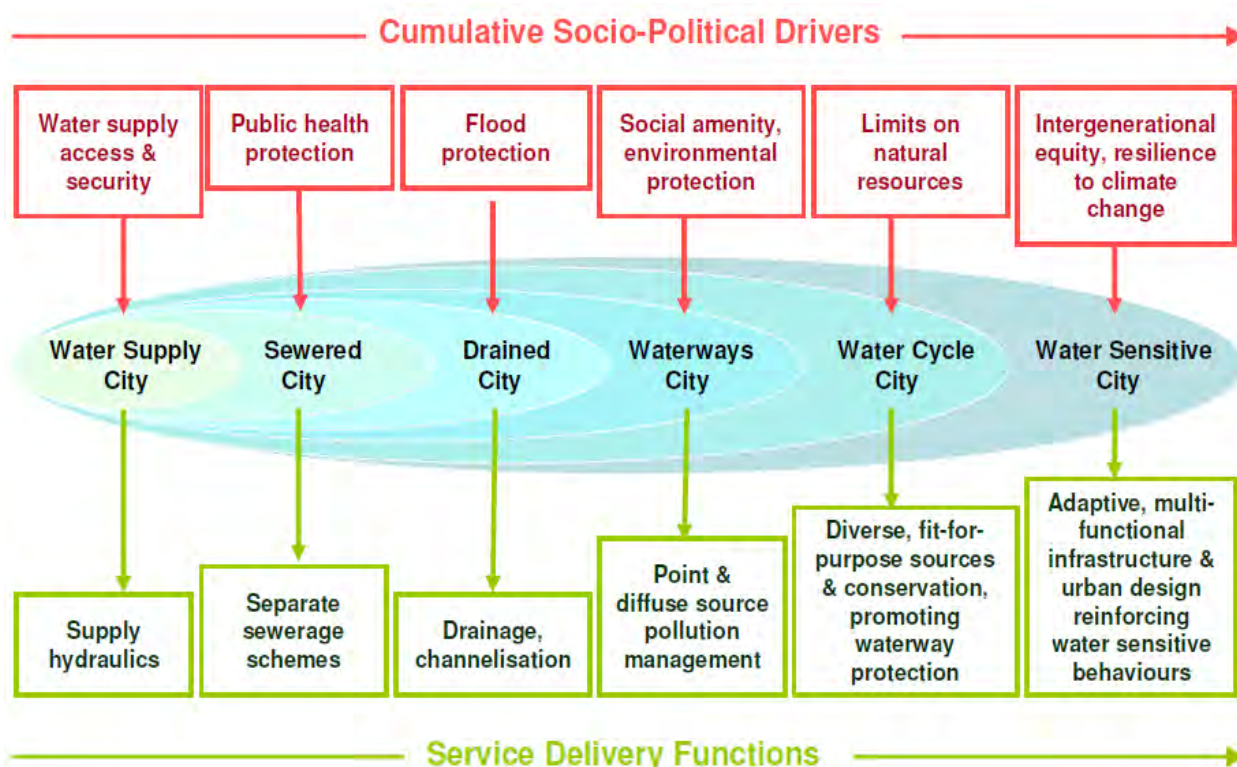 Cumulative Socio-Political Drivers
Water supply
access &
security
Public health
protection
Flood
protection
Social amenity,
environmental
protection
Limits on
natural
resources
Intergenerational
equity, resilience
to climate
change
Water Supply
City
Sewered
City
Drained
City
Waterways
City
Water Cycle
City
Water Sensitive
City
Supply
hydraulics
Separate
sewerage
schemes
Drainage,
channelisation
Point &
diffuse source
pollution
management
Diverse, fit-for-
purpose sources
& conservation,
promoting
waterway
protection
Adaptive, multi-
functional
infrastructure &
urban design
reinforcing
water sensitive
behaviours
Service Delivery Functions